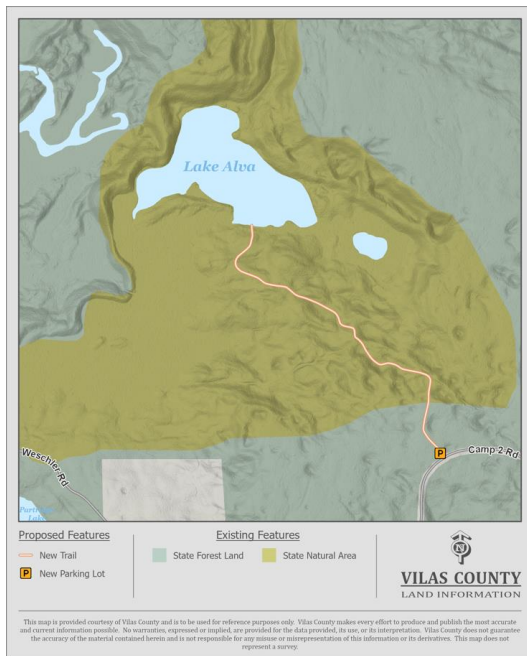 Lake Alva
Camp 2 Rd
Weschler Rd
Lake
Proposed Features
New Trail
P New Parking Lot
Existing Features
State Forest Land
State Natural Area
N
VILAS COUNTY
LAND INFORMATION
P
This map is provided courtesy of Vilas County and is to be used for reference purposes only. Vilas County makes every effort to produce and publish the most accurate
and current information possible. No warranties, expressed or implied, are provided for the data provided, its use, or its interpretation. Vilas County does not guarantee
the accuracy of the material contained herein and is not responsible for any misuse or misrepresentation of this information or its derivatives. This map does not
represent a survey.